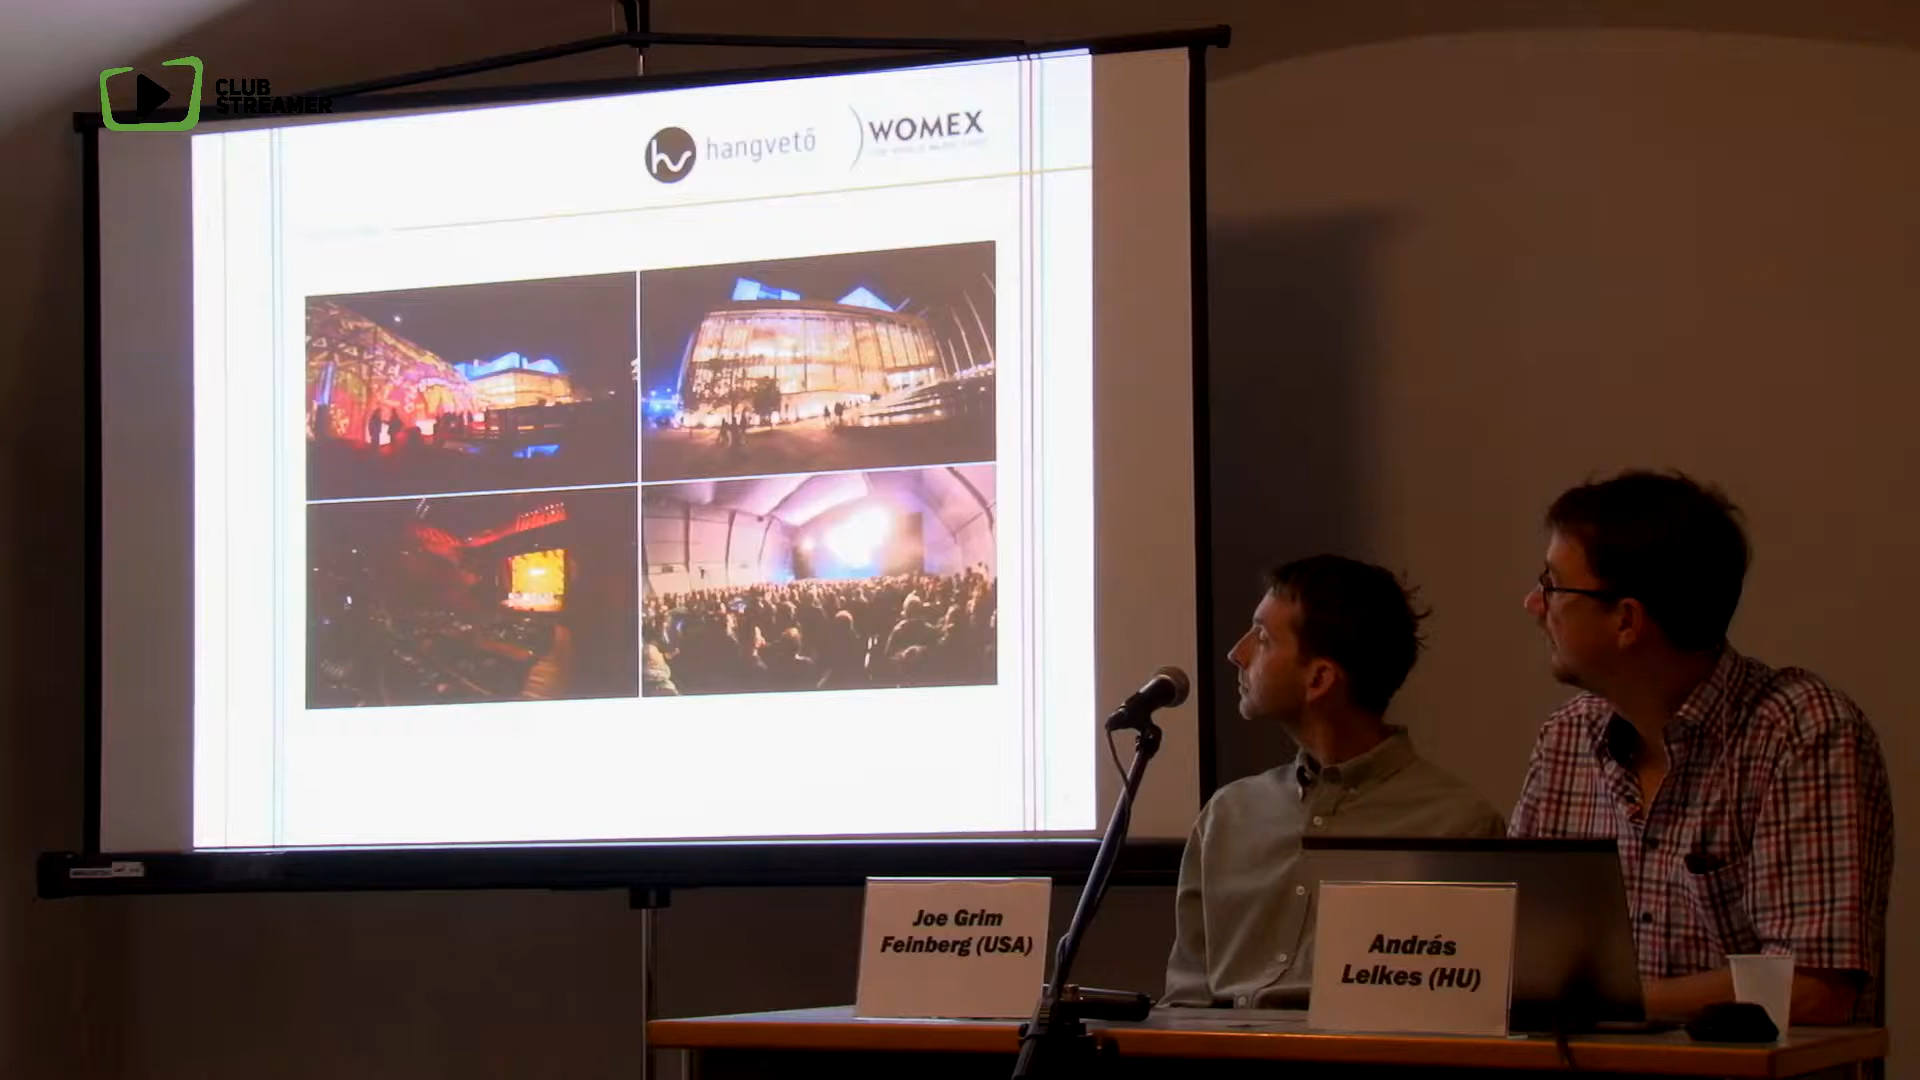 CLUB
STREAMER
hangvető
WOMEX
Joe Grim
Feinberg (USA)
András
Lelkes (HU)